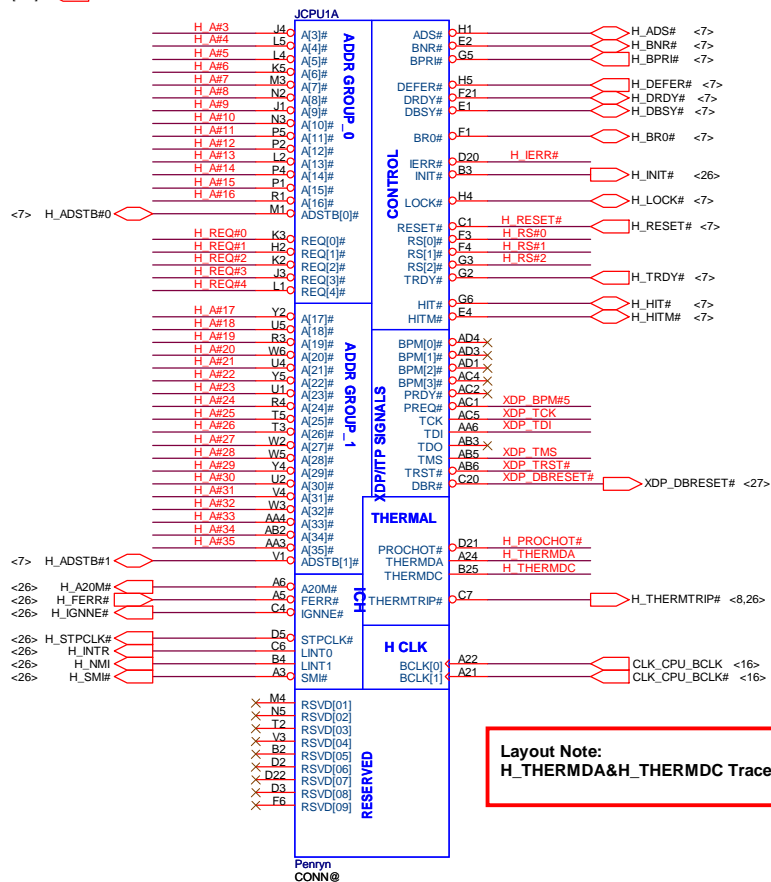 JCPU1A
H_A#3 J4 A[3]# ADS# H1 H_ADS# <7>
H_A#4 L5 A[4]# BNR# E2 H_BNR# <7>
H_A#5 L4 A[5]# BPRI# G5 H_BPRI# <7>
H_A#6 K5 A[6]#
H_A#7 M3 A[7]# DEFER# H5 H_DEFER# <7>
H_A#8 N2 A[8]# DRDY# F21 H_DRDY# <7>
H_A#9 J1 A[9]# DBSY# E1 H_DBSY# <7>
H_A#10 N3 A[10]#
H_A#11 P5 A[11]# BR0# F1 H_BR0# <7>
H_A#12 P2 A[12]#
H_A#13 L2 A[13]# IERR# D20 H_IERR#
H_A#14 P4 A[14]# INIT# B3 H_INIT# <26>
H_A#15 P1 A[15]#
H_A#16 R1 A[16]# LOCK# H4 H_LOCK# <7>
<7> H_ADSTB#0 M1 ADSTB[0]#
RESET# C1 H_RESET# H_RESET# <7>
H_REQ#0 K3 REQ[0]# RS[0]# F3 H_RS#0
H_REQ#1 H2 REQ[1]# RS[1]# F4 H_RS#1
H_REQ#2 K2 REQ[2]# RS[2]# G3 H_RS#2
H_REQ#3 J3 REQ[3]# TRDY# G2 H_TRDY# <7>
H_REQ#4 L1 REQ[4]#
HIT# G6 H_HIT# <7>
HITM# E4 H_HITM# <7>
ADDR GROUP_0
CONTROL
H_A#17 Y2 A[17]#
H_A#18 U5 A[18]# BPM[0]# AD4
H_A#19 R3 A[19]# BPM[1]# AD3
H_A#20 W6 A[20]# BPM[2]# AD1
H_A#21 U4 A[21]# BPM[3]# AC4
H_A#22 Y5 A[22]# PRDY# AC2
H_A#23 U1 A[23]# PREQ# AC1 XDP_BPM#5
H_A#24 R4 A[24]# TCK AC5 XDP_TCK
H_A#25 T5 A[25]# TDI AA6 XDP_TDI
H_A#26 T3 A[26]# TDO AB3
H_A#27 W2 A[27]# TMS AB5 XDP_TMS
H_A#28 W5 A[28]# TRST# AB6 XDP_TRST#
H_A#29 Y4 A[29]# DBR# C20 XDP_DBRESET# XDP_DBRESET# <27>
H_A#30 U2 A[30]#
H_A#31 V4 A[31]#
H_A#32 W3 A[32]#
H_A#33 AA4 A[33]#
H_A#34 AB2 A[34]#
H_A#35 AA3 A[35]#
<7> H_ADSTB#1 V1 ADSTB[1]#
ADDR GROUP_1
XDP/ITP SIGNALS
THERMAL
PROCHOT# D21 H_PROCHOT#
THERMDA A24 H_THERMDA
THERMDC B25 H_THERMDC
<26> H_A20M# A6 A20M#
<26> H_FERR# A5 FERR# THERMTRIP# C7 H_THERMTRIP# <8,26>
<26> H_IGNNE# C4 IGNNE#
ICH
<26> H_STPCLK# D5 STPCLK#
<26> H_INTR C6 LINT0
<26> H_NMI B4 LINT1
<26> H_SMI# A3 SMI#
H CLK
BCLK[0] A22 CLK_CPU_BCLK <16>
BCLK[1] A21 CLK_CPU_BCLK# <16>
M4 RSVD[01]
N5 RSVD[02]
T2 RSVD[03]
V3 RSVD[04]
B2 RSVD[05]
D2 RSVD[06]
D22 RSVD[07]
D3 RSVD[08]
F6 RSVD[09]
RESERVED
Layout Note:
H_THERMDA&H_THERMDC Trace
Penryn
CONN@